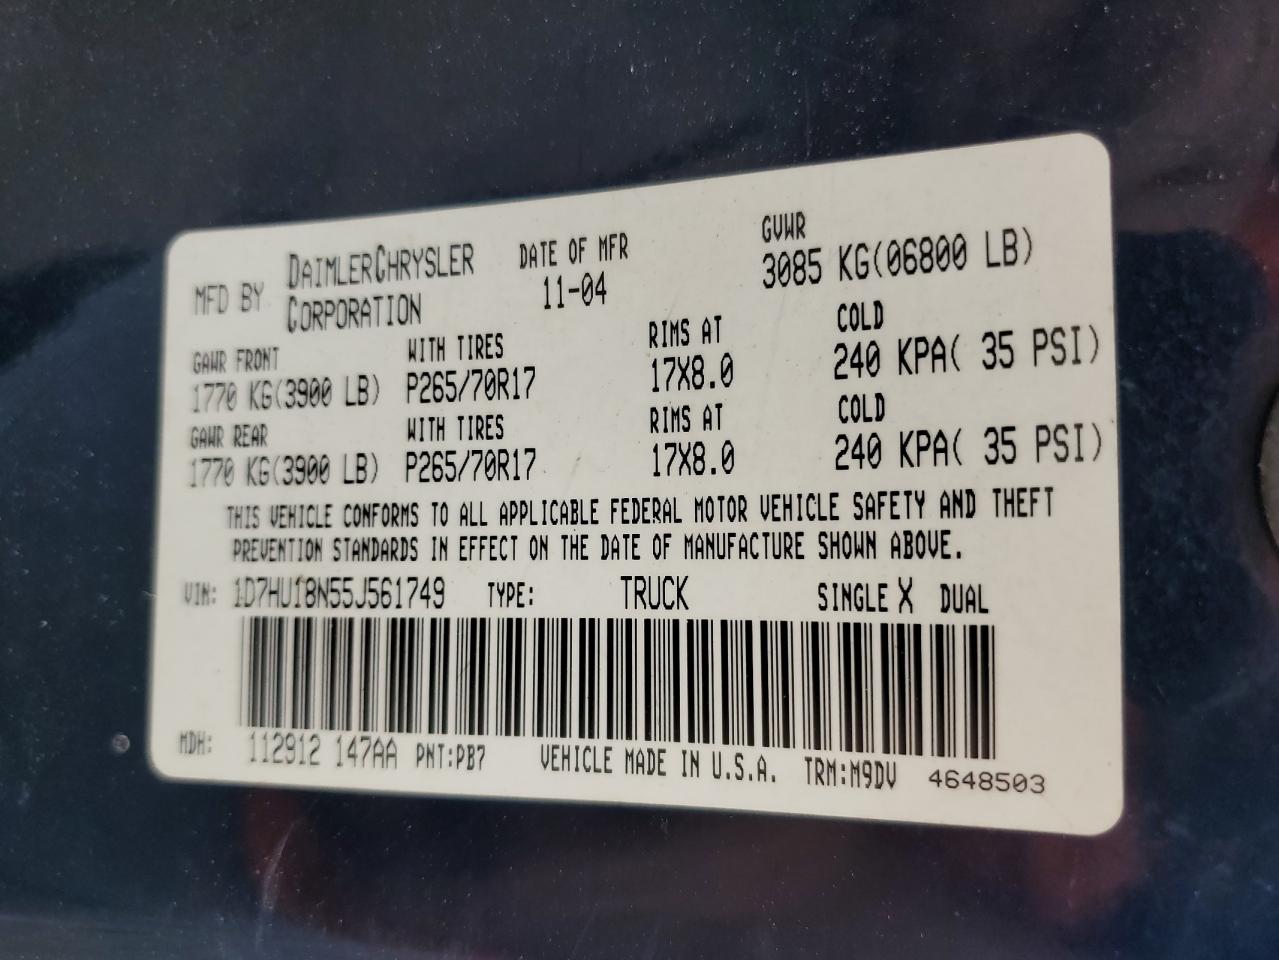 MFD BY DAIMLERCHRYSLER CORPORATION DATE OF MFR 11-04 GVWR 3085 KG(06800 LB)
GAWR FRONT WITH TIRES RIMS AT COLD
1770 KG(3900 LB) P265/70R17 17X8.0 240 KPA( 35 PSI)
GAWR REAR WITH TIRES RIMS AT COLD
1770 KG(3900 LB) P265/70R17 17X8.0 240 KPA( 35 PSI)
THIS VEHICLE CONFORMS TO ALL APPLICABLE FEDERAL MOTOR VEHICLE SAFETY AND THEFT
PREVENTION STANDARDS IN EFFECT ON THE DATE OF MANUFACTURE SHOWN ABOVE.
VIN: 1D7HU18N55J561749 TYPE: TRUCK SINGLE X DUAL
MDH: 112912 147AA PNT:PB7 VEHICLE MADE IN U.S.A. TRM:M9DV 4648503